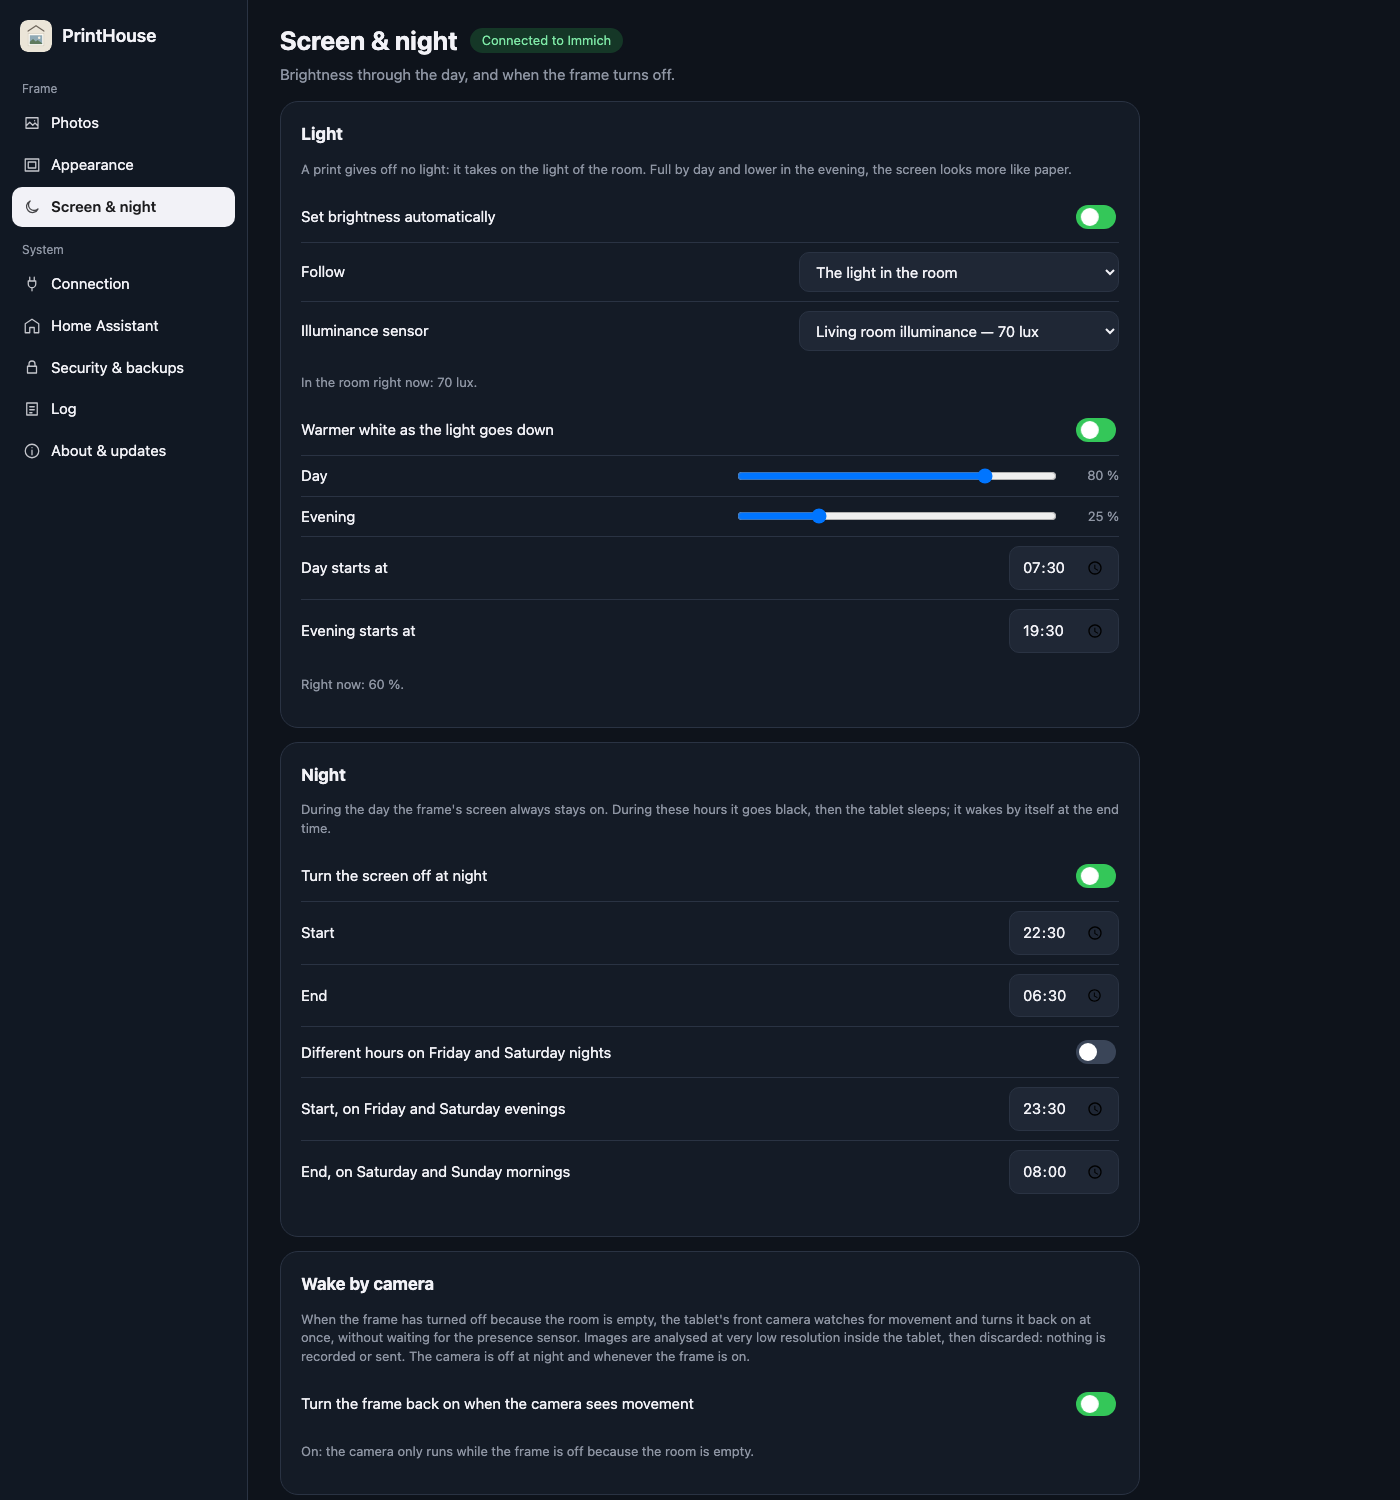 PrintHouse
Frame
Photos
Appearance
Screen & night
System
Connection
Home Assistant
Security & backups
Log
About & updates
Screen & night
Connected to Immich
Brightness through the day, and when the frame turns off.
Light
A print gives off no light: it takes on the light of the room. Full by day and lower in the evening, the screen looks more like paper.
Set brightness automatically
Follow
The light in the room
Illuminance sensor
Living room illuminance — 70 lux
In the room right now: 70 lux.
Warmer white as the light goes down
Day
80 %
Evening
25 %
Day starts at
07:30
Evening starts at
19:30
Right now: 60 %.
Night
During the day the frame's screen always stays on. During these hours it goes black, then the tablet sleeps; it wakes by itself at the end
time.
Turn the screen off at night
Start
22:30
End
06:30
Different hours on Friday and Saturday nights
Start, on Friday and Saturday evenings
23:30
End, on Saturday and Sunday mornings
08:00
Wake by camera
When the frame has turned off because the room is empty, the tablet's front camera watches for movement and turns it back on at
once, without waiting for the presence sensor. Images are analysed at very low resolution inside the tablet, then discarded: nothing is
recorded or sent. The camera is off at night and whenever the frame is on.
Turn the frame back on when the camera sees movement
On: the camera only runs while the frame is off because the room is empty.